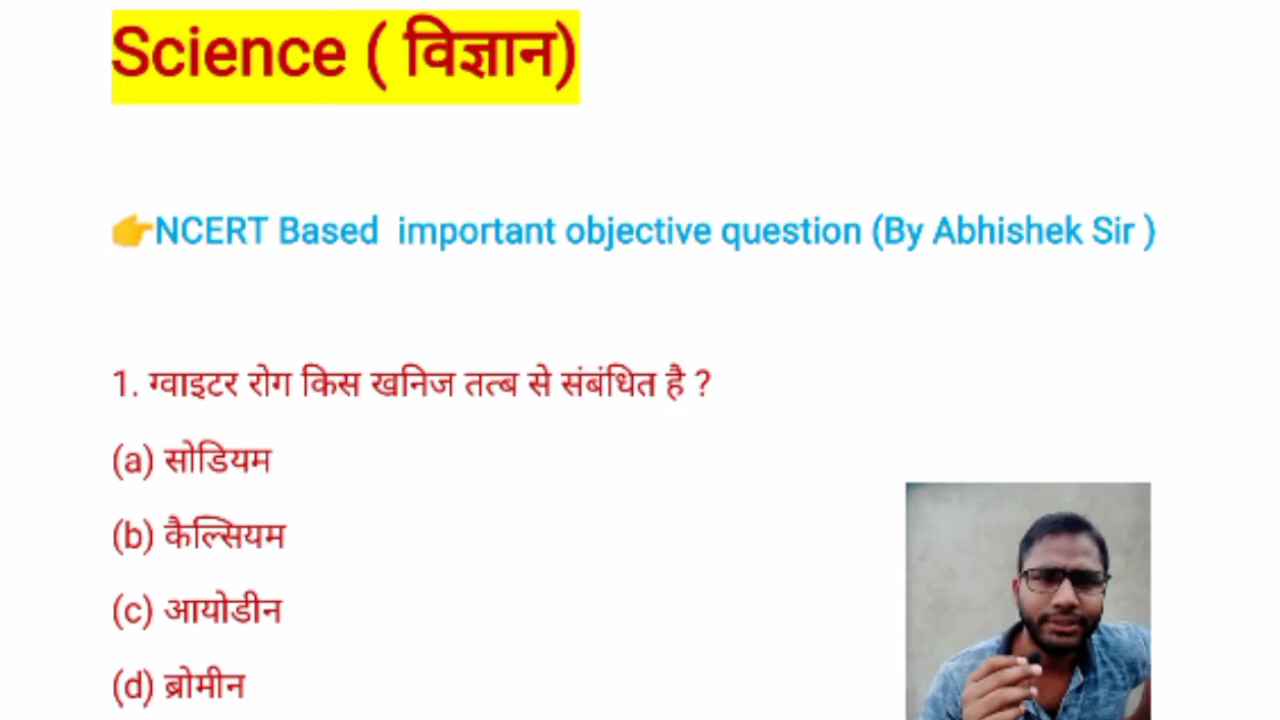 Science ( विज्ञान)
👉NCERT Based important objective question (By Abhishek Sir )
1. ग्वाइटर रोग किस खनिज तत्ब से संबंधित है ?
(a) सोडियम
(b) कैल्सियम
(c) आयोडीन
(d) ब्रोमीन